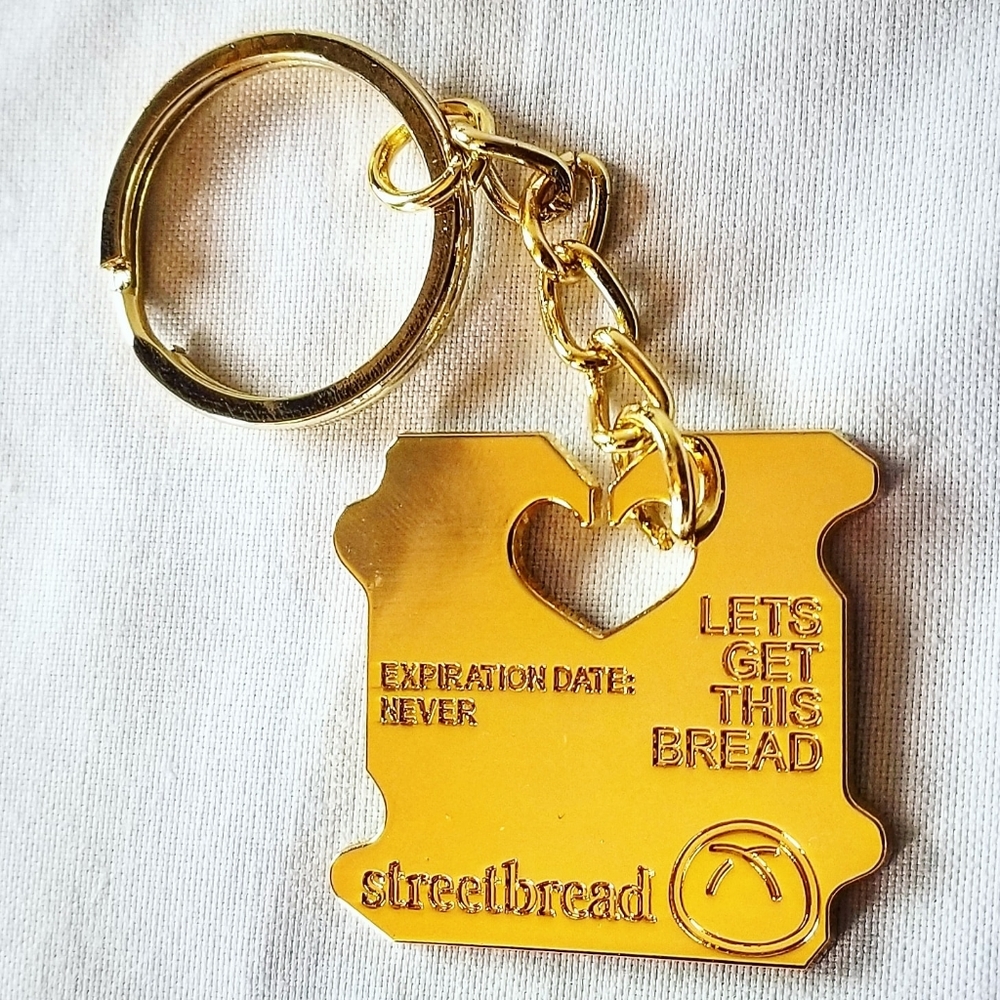 EXPIRATION DATE:
NEVER
LETS
GET
THIS
BREAD
streetbread